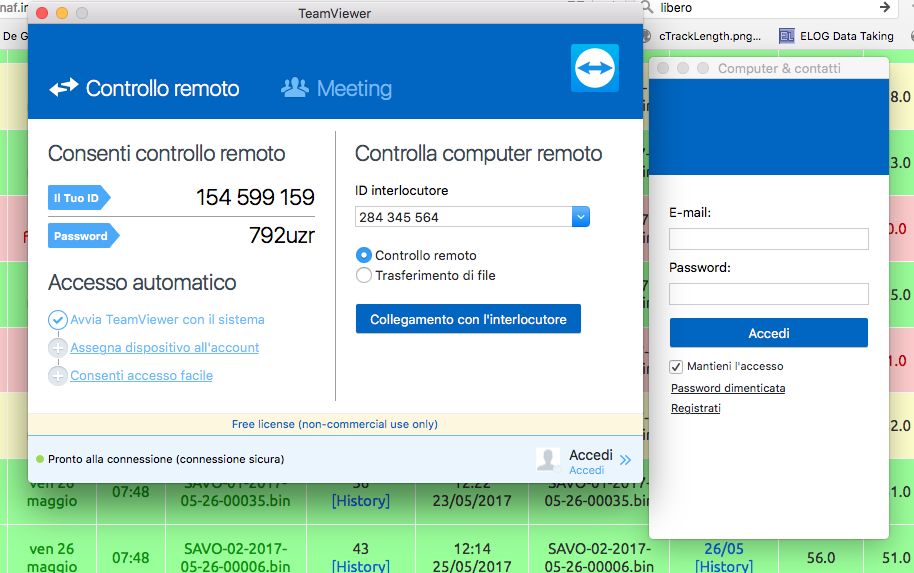 naf.in
TeamViewer
libero
De G
cTrackLength.png...
ELOG Data Taking
Controllo remoto
Meeting
Computer & contatti
Consenti controllo remoto
Il Tuo ID
154 599 159
Password
792uzr
Accesso automatico
Avvia TeamViewer con il sistema
Assegna dispositivo all'account
Consenti accesso facile
Controlla computer remoto
ID interlocutore
284 345 564
Controllo remoto
Trasferimento di file
Collegamento con l'interlocutore
Free license (non-commercial use only)
Pronto alla connessione (connessione sicura)
Accedi
Accedi
E-mail:
Password:
Accedi
Mantieni l'accesso
Password dimenticata
Registrati
8.0
3.0
0.0
5.0
1.0
2.0
1.0
ven 26
maggio
07:48
SAVO-01-2017-
05-26-00035.bin
[History]
12:22
23/05/2017
SAVO-01-2017-
05-26-00035.bin
ven 26
maggio
07:48
SAVO-02-2017-
05-26-00006.bin
43
[History]
12:14
25/05/2017
SAVO-02-2017-
05-26-00006.bin
26/05
[History]
56.0
51.0